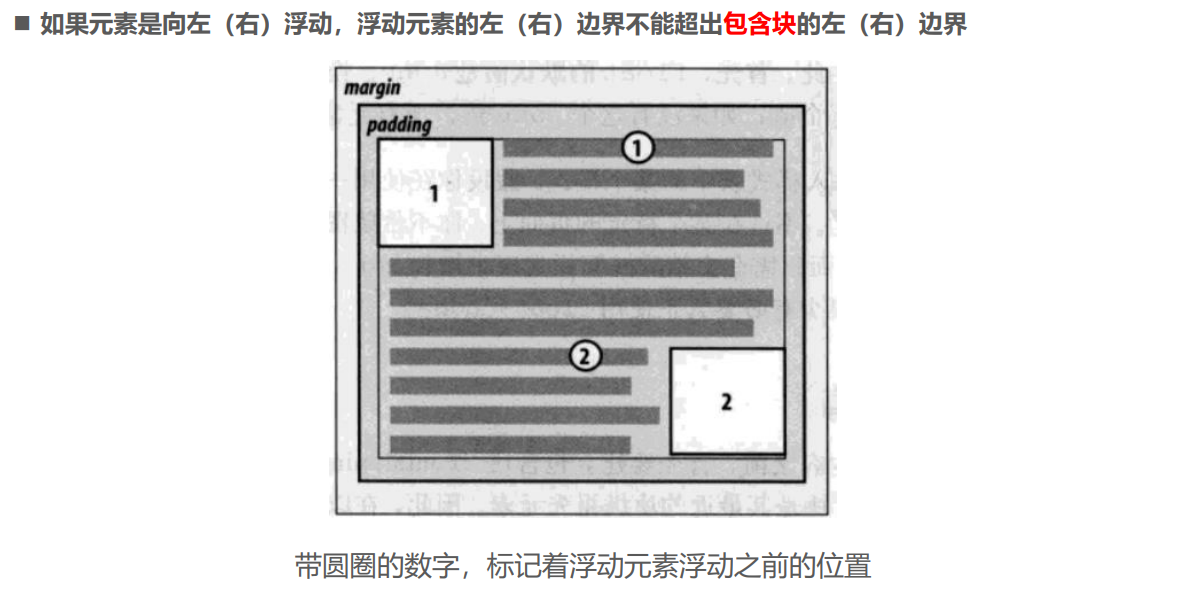 ■ 如果元素是向左（右）浮动，浮动元素的左（右）边界不能超出包含块的左（右）边界
margin
padding
1
1
2
2
带圆圈的数字，标记着浮动元素浮动之前的位置